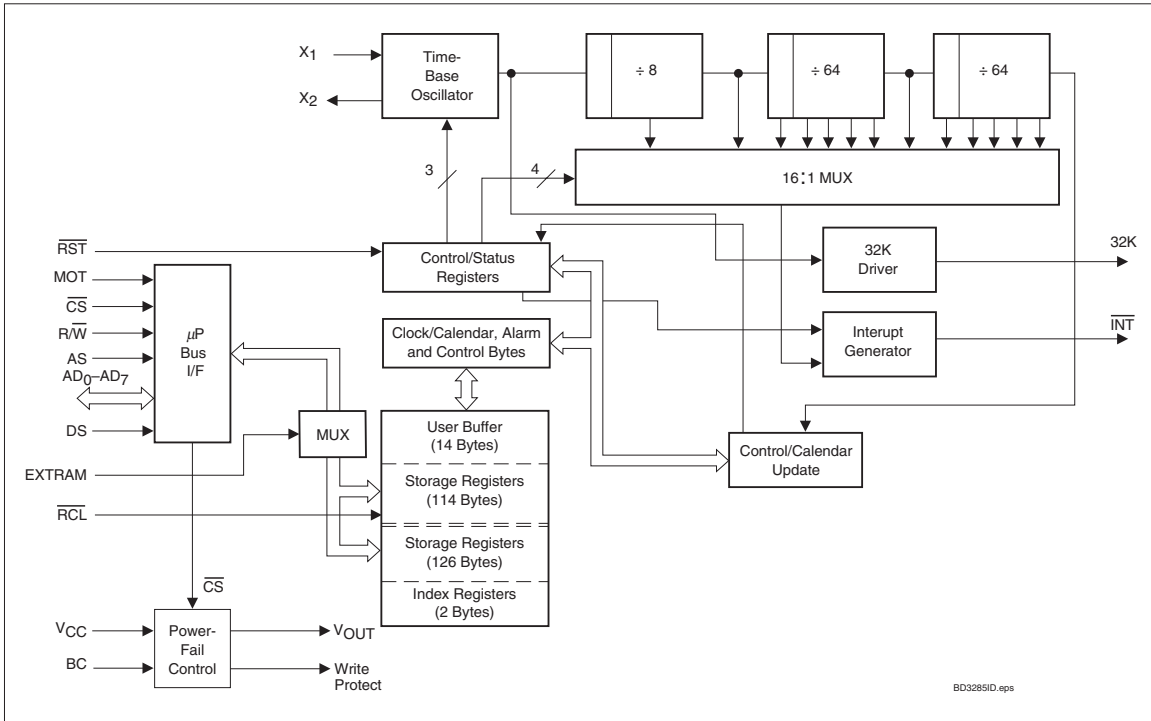 X1
X2
Time-
Base
Oscillator
÷ 8
÷ 64
÷ 64
3
4
16:1 MUX
RST
MOT
CS
R/W
AS
AD0–AD7
DS
EXTRAM
RCL
µP
Bus
I/F
MUX
Control/Status
Registers
Clock/Calendar, Alarm
and Control Bytes
User Buffer
(14 Bytes)
Storage Registers
(114 Bytes)
Storage Registers
(126 Bytes)
Index Registers
(2 Bytes)
32K
Driver
32K
Interupt
Generator
INT
Control/Calendar
Update
CS
VCC
BC
Power-
Fail
Control
VOUT
Write
Protect
BD3285ID.eps